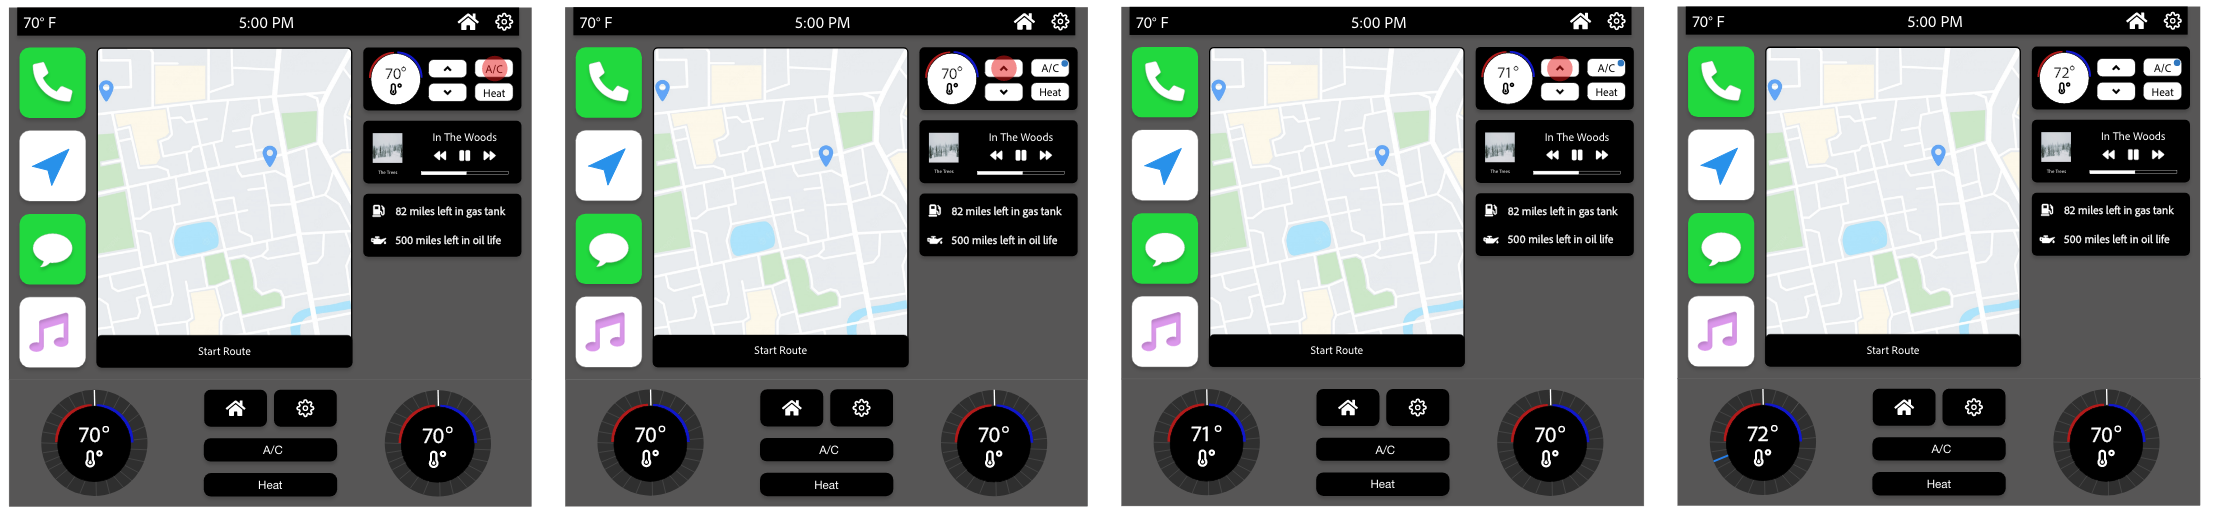 70° F 5:00 PM
70°
A/C
Heat
In The Woods
The Trees
82 miles left in gas tank
500 miles left in oil life
Start Route
70°
A/C
Heat
70°
70° F 5:00 PM
70°
A/C
Heat
In The Woods
The Trees
82 miles left in gas tank
500 miles left in oil life
Start Route
70°
A/C
Heat
70°
70° F 5:00 PM
71°
A/C
Heat
In The Woods
The Trees
82 miles left in gas tank
500 miles left in oil life
Start Route
71°
A/C
Heat
70°
70° F 5:00 PM
72°
A/C
Heat
In The Woods
The Trees
82 miles left in gas tank
500 miles left in oil life
Start Route
72°
A/C
Heat
70°